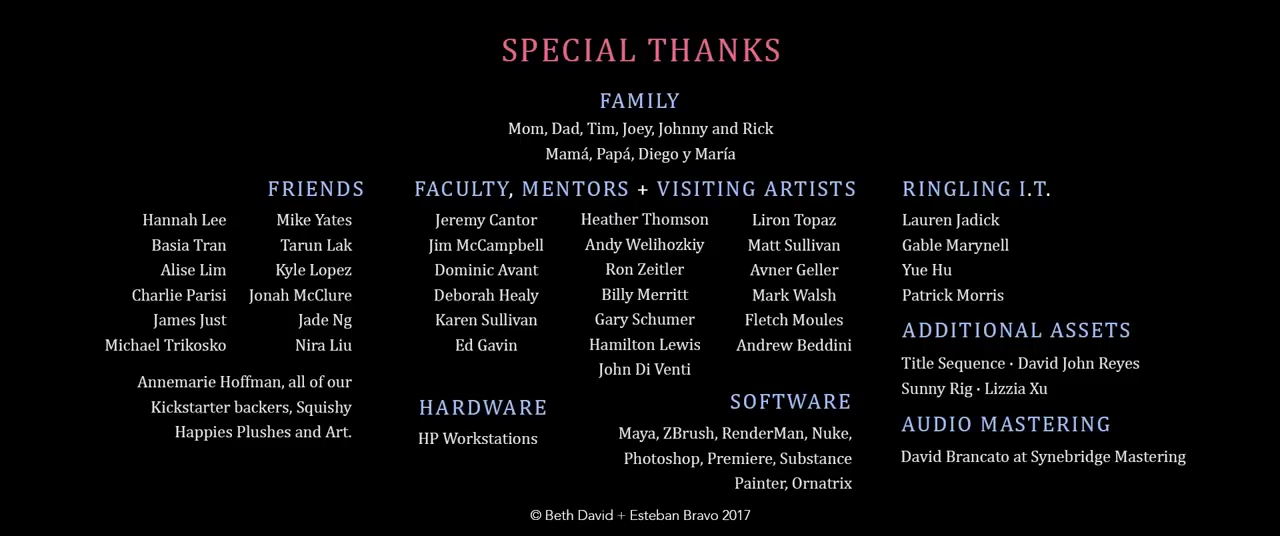 SPECIAL THANKS
FAMILY
Mom, Dad, Tim, Joey, Johnny and Rick
Mamá, Papá, Diego y María
FRIENDS
Hannah Lee
Basia Tran
Alise Lim
Charlie Parisi
James Just
Michael Trikosko
Mike Yates
Tarun Lak
Kyle Lopez
Jonah McClure
Jade Ng
Nira Liu
Annemarie Hoffman, all of our
Kickstarter backers, Squishy
Happies Plushes and Art.
FACULTY, MENTORS + VISITING ARTISTS
Jeremy Cantor
Jim McCampbell
Dominic Avant
Deborah Healy
Karen Sullivan
Ed Gavin
Heather Thomson
Andy Welihozkiy
Ron Zeitler
Billy Merritt
Gary Schumer
Hamilton Lewis
John Di Venti
Liron Topaz
Matt Sullivan
Avner Geller
Mark Walsh
Fletch Moules
Andrew Beddini
HARDWARE
HP Workstations
SOFTWARE
Maya, ZBrush, RenderMan, Nuke,
Photoshop, Premiere, Substance
Painter, Ornatrix
RINGLING I.T.
Lauren Jadick
Gable Marynell
Yue Hu
Patrick Morris
ADDITIONAL ASSETS
Title Sequence · David John Reyes
Sunny Rig · Lizzia Xu
AUDIO MASTERING
David Brancato at Synebridge Mastering
© Beth David + Esteban Bravo 2017